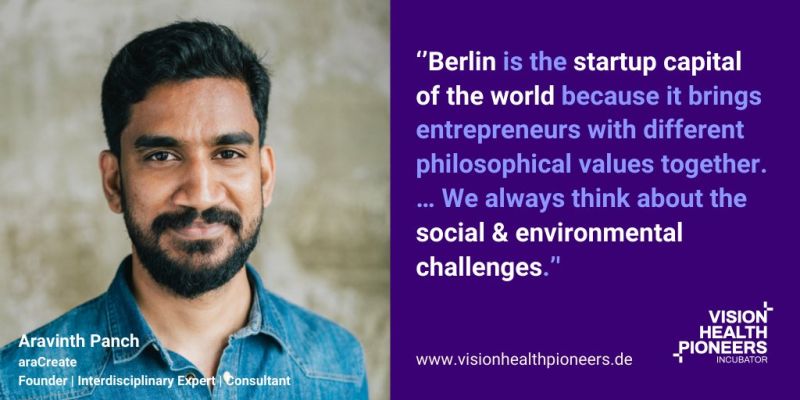 ‘’Berlin is the startup capital
of the world because it brings
entrepreneurs with different
philosophical values together.
... We always think about the
social & environmental
challenges.’’
Aravinth Panch
araCreate
Founder | Interdisciplinary Expert | Consultant
www.visionhealthpioneers.de
VISION
HEALTH
PIONEERS
INCUBATOR